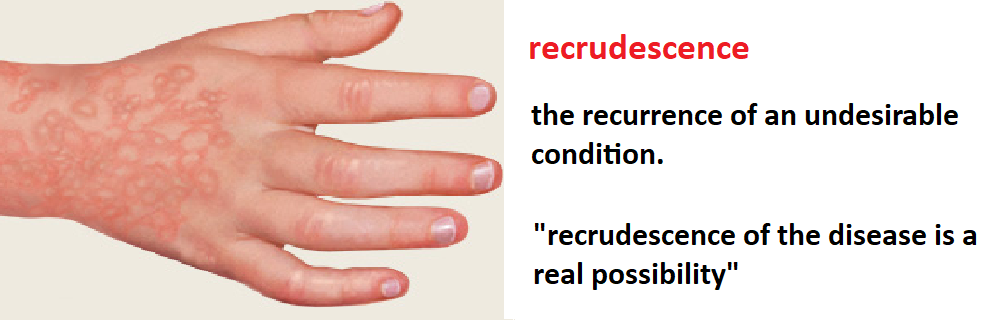 recrudescence
the recurrence of an undesirable
condition.
"recrudescence of the disease is a
real possibility"